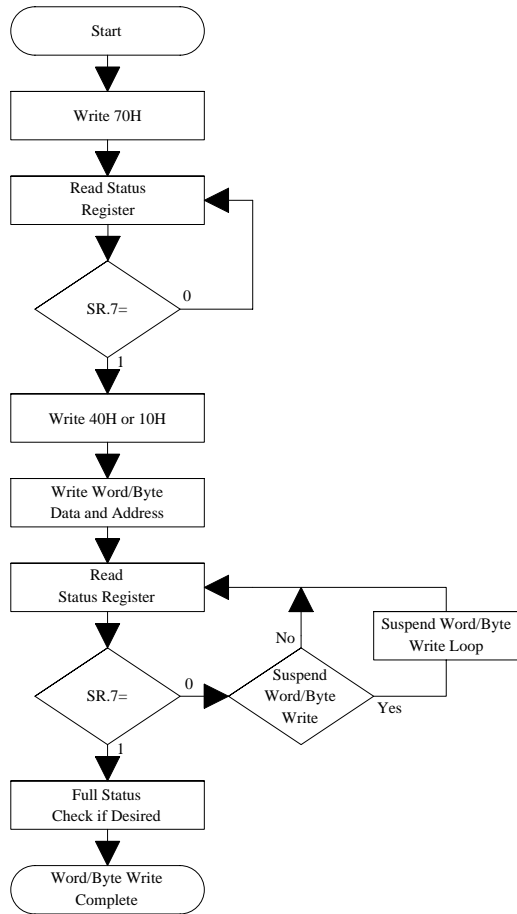 Start
Write 70H
Read Status
Register
SR.7=
0
1
Write 40H or 10H
Write Word/Byte
Data and Address
Read
Status Register
SR.7=
0
1
No
Suspend
Word/Byte
Write
Yes
Suspend Word/Byte
Write Loop
Full Status
Check if Desired
Word/Byte Write
Complete